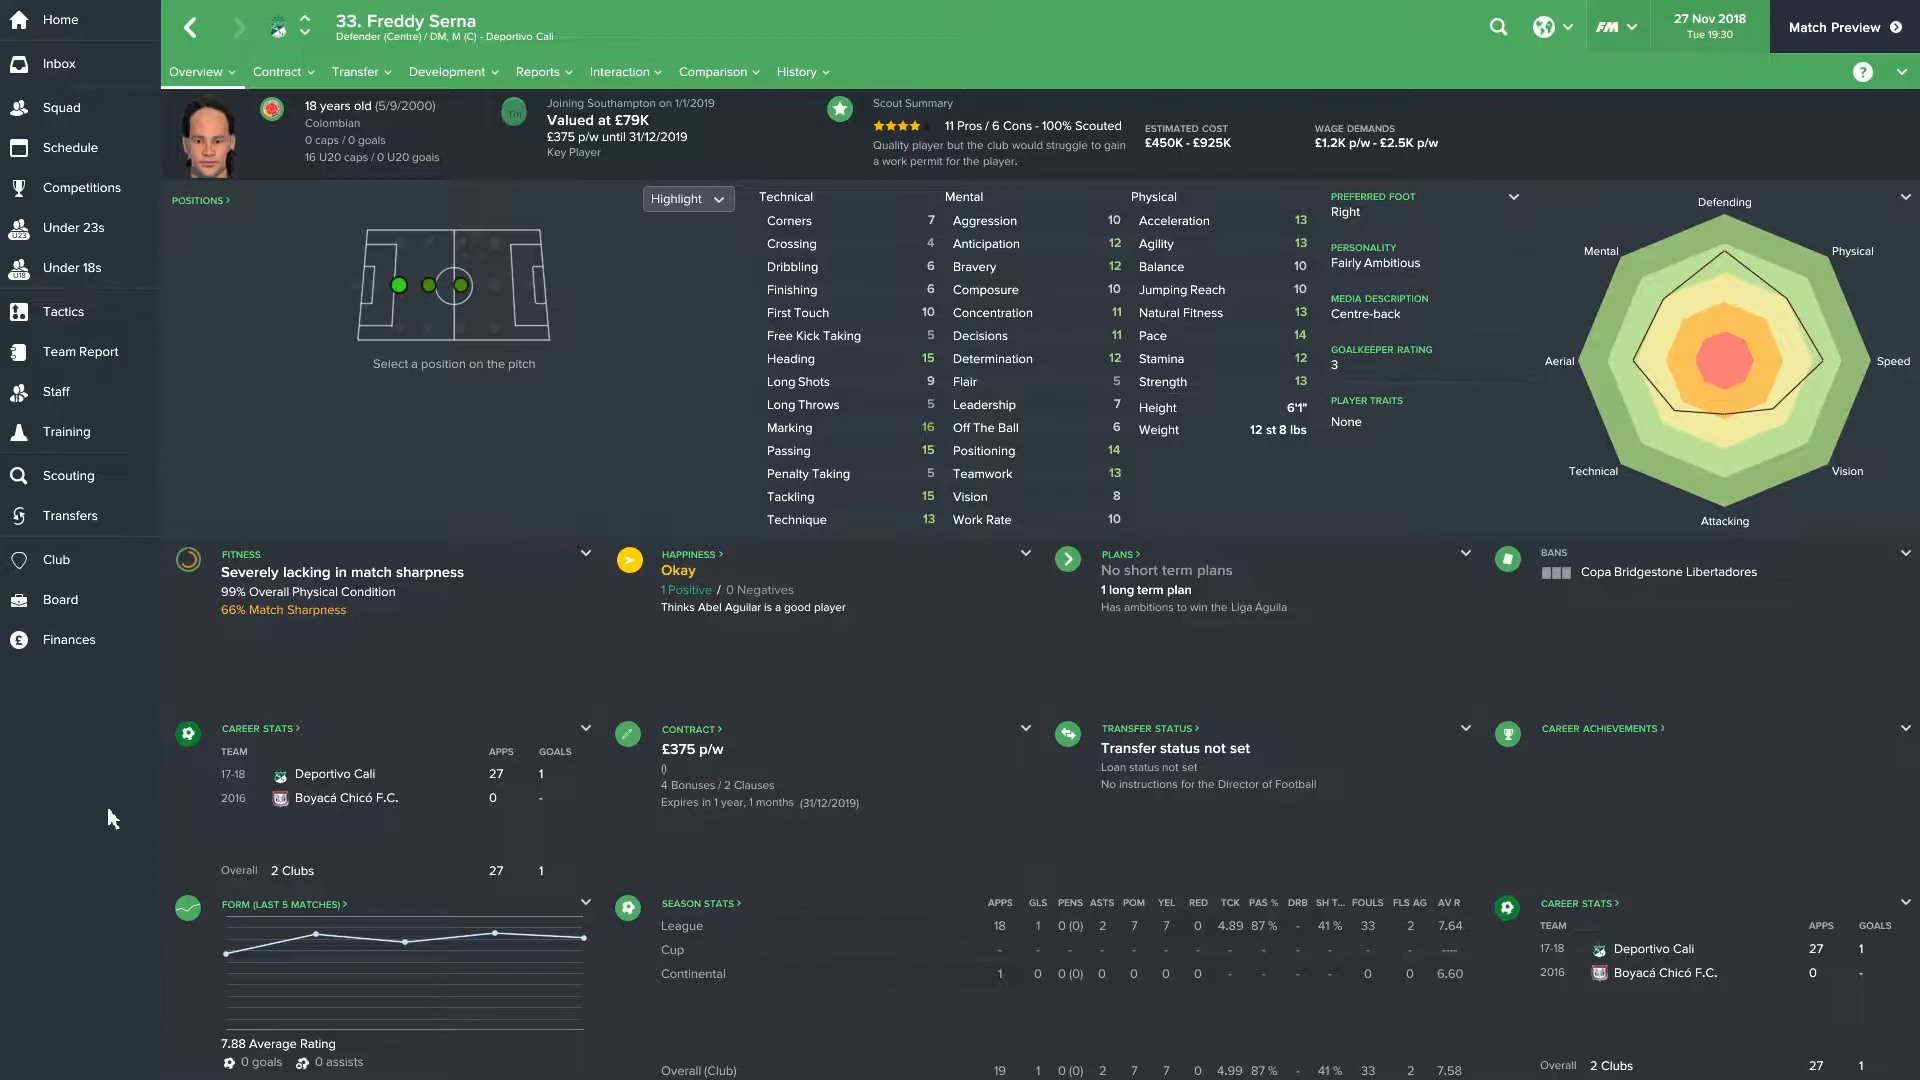 Home
Inbox
Squad
Schedule
Competitions
Under 23s
Under 18s
Tactics
Team Report
Staff
Training
Scouting
Transfers
Club
Board
Finances
33. Freddy Serna
Defender (Centre) / DM, M (C) - Deportivo Cali
FM
27 Nov 2018
Tue 19:30
Match Preview
Overview Contract Transfer Development Reports Interaction Comparison History
?
18 years old (5/9/2000)
Colombian
0 caps / 0 goals
16 U20 caps / 0 U20 goals
Joining Southampton on 1/1/2019
Valued at £79K
£375 p/w until 31/12/2019
Key Player
Scout Summary
11 Pros / 6 Cons - 100% Scouted
Quality player but the club would struggle to gain
a work permit for the player.
ESTIMATED COST
£450K - £925K
WAGE DEMANDS
£1.2K p/w - £2.5K p/w
POSITIONS >
Highlight
Select a position on the pitch
Technical
Corners 7
Crossing 4
Dribbling 6
Finishing 6
First Touch 10
Free Kick Taking 5
Heading 15
Long Shots 9
Long Throws 5
Marking 16
Passing 15
Penalty Taking 5
Tackling 15
Technique 13
Mental
Aggression 10
Anticipation 12
Bravery 12
Composure 10
Concentration 11
Decisions 11
Determination 12
Flair 5
Leadership 7
Off The Ball 6
Positioning 14
Teamwork 13
Vision 8
Work Rate 10
Physical
Acceleration 13
Agility 13
Balance 10
Jumping Reach 10
Natural Fitness 13
Pace 14
Stamina 12
Strength 13
Height 6'1"
Weight 12 st 8 lbs
PREFERRED FOOT
Right
PERSONALITY
Fairly Ambitious
MEDIA DESCRIPTION
Centre-back
GOALKEEPER RATING
3
PLAYER TRAITS
None
Defending
Mental
Physical
Aerial
Speed
Technical
Vision
Attacking
FITNESS
Severely lacking in match sharpness
99% Overall Physical Condition
66% Match Sharpness
HAPPINESS >
Okay
1 Positive / 0 Negatives
Thinks Abel Aguilar is a good player
PLANS >
No short term plans
1 long term plan
Has ambitions to win the Liga Águila
BANS
Copa Bridgestone Libertadores
CAREER STATS >
TEAM APPS GOALS
17-18 Deportivo Cali 27 1
2016 Boyacá Chicó F.C. 0 -
Overall 2 Clubs 27 1
CONTRACT >
£375 p/w
()
4 Bonuses / 2 Clauses
Expires in 1 year, 1 months (31/12/2019)
TRANSFER STATUS >
Transfer status not set
Loan status not set
No instructions for the Director of Football
CAREER ACHIEVEMENTS >
FORM (LAST 5 MATCHES) >
7.88 Average Rating
0 goals 0 assists
SEASON STATS > APPS GLS PENS ASTS POM YEL RED TCK PAS % DRB SH T... FOULS FLS AG AV R
League 18 1 0 (0) 2 7 7 0 4.89 87 % - 41 % 33 2 7.64
Cup - - - - - - - - - - - - - ----
Continental 1 0 0 (0) 0 0 0 0 - - - - 0 0 6.60
Overall (Club) 19 1 0 (0) 2 7 7 0 4.99 87 % - 41 % 33 2 7.58
CAREER STATS >
TEAM APPS GOALS
17-18 Deportivo Cali 27 1
2016 Boyacá Chicó F.C. 0 -
Overall 2 Clubs 27 1